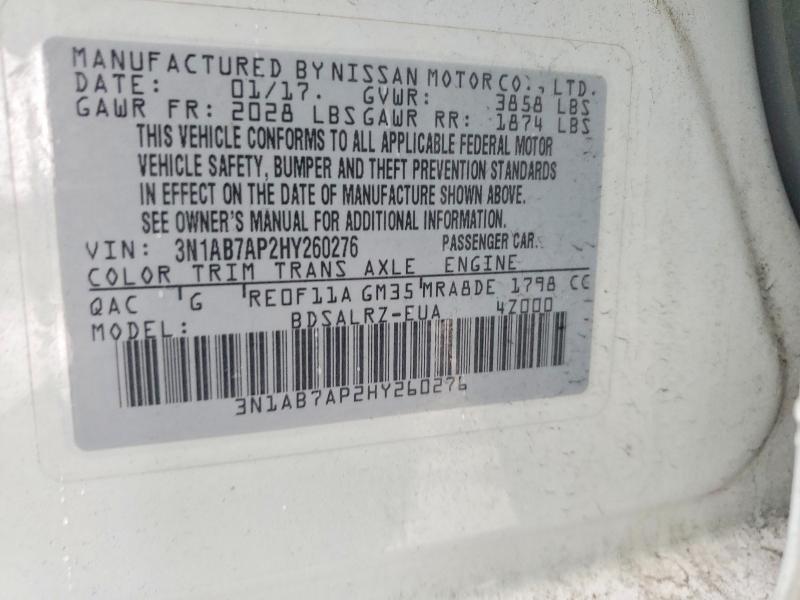 MANUFACTURED BY NISSAN MOTOR CO., LTD.
DATE: 01/17. GVWR: 3858 LBS
GAWR FR: 2028 LBS GAWR RR: 1874 LBS
THIS VEHICLE CONFORMS TO ALL APPLICABLE FEDERAL MOTOR
VEHICLE SAFETY, BUMPER AND THEFT PREVENTION STANDARDS
IN EFFECT ON THE DATE OF MANUFACTURE SHOWN ABOVE.
SEE OWNER'S MANUAL FOR ADDITIONAL INFORMATION.
VIN: 3N1AB7AP2HY260276 PASSENGER CAR.
COLOR TRIM TRANS AXLE ENGINE
QAC G RE0F11A GM35 MRA8DE 1798 CC
MODEL: BDSALRZ-EUA 4Z000
3N1AB7AP2HY260276